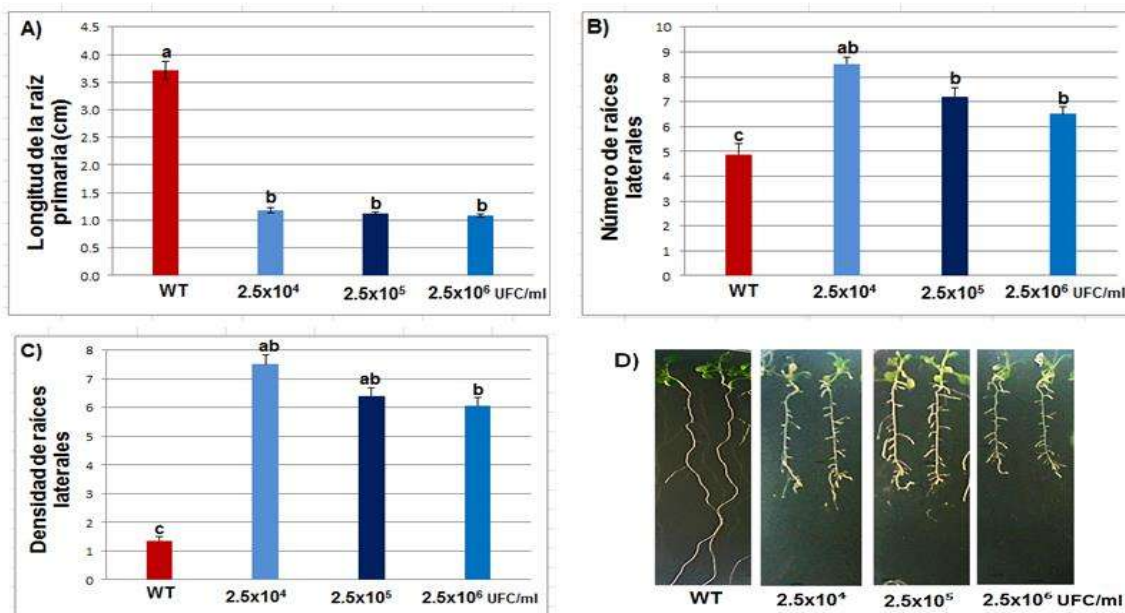 A)
Longitud de la raíz
primaria (cm)
4.5
4.0
3.5
3.0
2.5
2.0
1.5
1.0
0.5
0.0
a
b
b
b
WT
2.5x10⁴
2.5x10⁵
2.5x10⁶ UFC/ml
B)
Número de raíces
laterales
10
9
8
7
6
5
4
3
2
1
0
c
ab
b
b
WT
2.5x10⁴
2.5x10⁵
2.5x10⁶ UFC/ml
C)
Densidad de raíces
laterales
8
7
6
5
4
3
2
1
0
c
ab
ab
b
WT
2.5x10⁴
2.5x10⁵
2.5x10⁶ UFC/ml
D)
WT
2.5x10⁴
2.5x10⁵
2.5x10⁶ UFC/ml